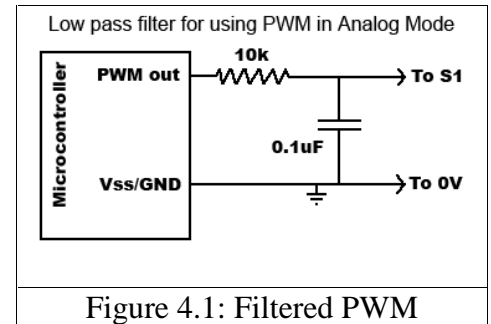 Low pass filter for using PWM in Analog Mode
10k
Microcontroller
PWM out
To S1
0.1uF
Vss/GND
To 0V
Figure 4.1: Filtered PWM